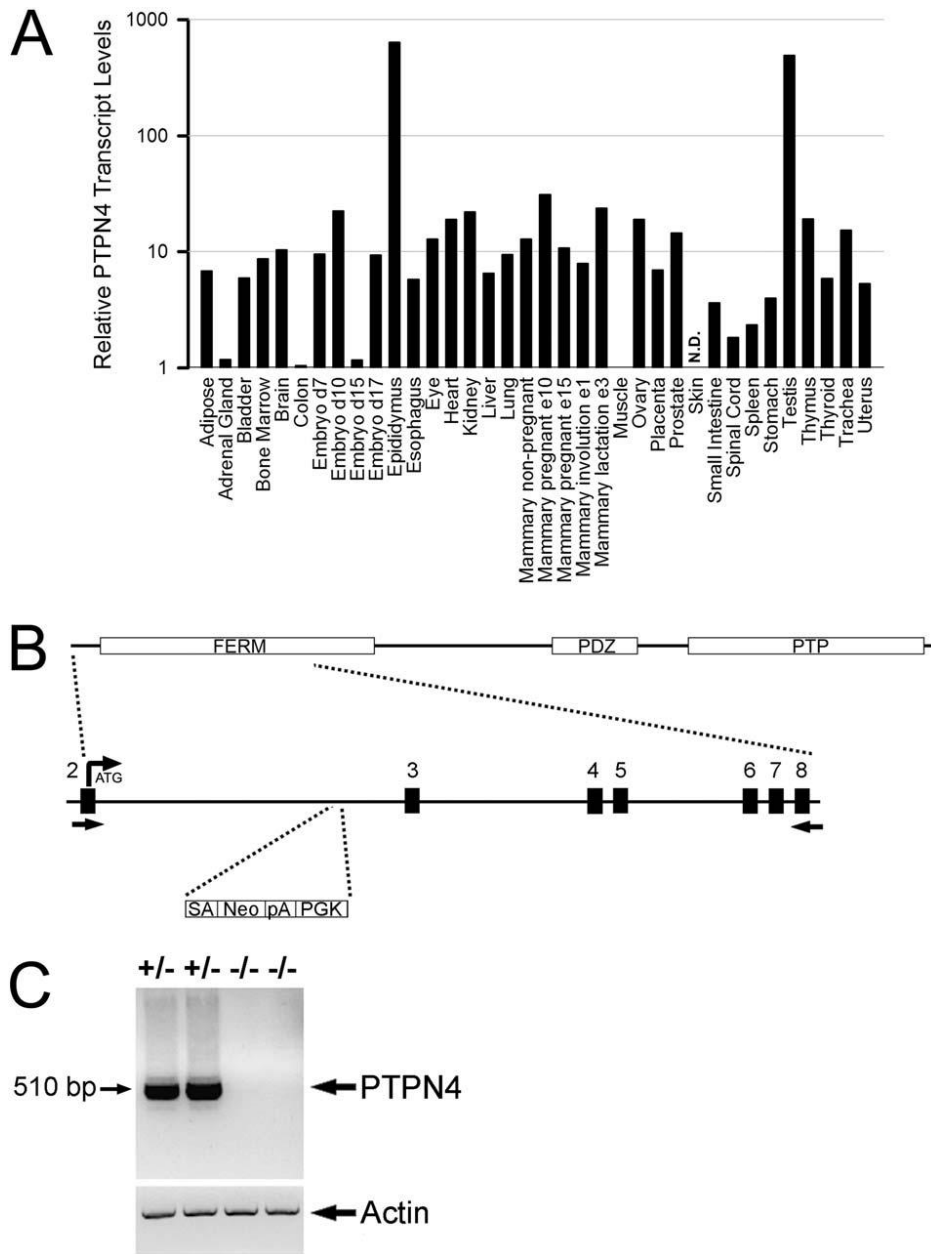 A
Relative PTPN4 Transcript Levels
1000
100
10
1
N.D.
Adipose
Adrenal Gland
Bladder
Bone Marrow
Brain
Colon
Embryo d7
Embryo d10
Embryo d15
Embryo d17
Epididymus
Esophagus
Eye
Heart
Kidney
Liver
Lung
Mammary non-pregnant
Mammary pregnant e10
Mammary pregnant e15
Mammary involution e1
Mammary lactation e3
Muscle
Ovary
Placenta
Prostate
Skin
Small Intestine
Spinal Cord
Spleen
Stomach
Testis
Thymus
Thyroid
Trachea
Uterus
B
FERM PDZ PTP
2 3 4 5 6 7 8
ATG
SA Neo pA PGK
C
+/- +/- -/- -/-
510 bp
PTPN4
Actin